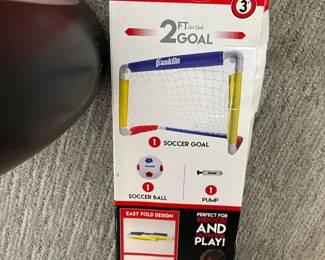 3+
2 FT (61 cm)
GOAL
Franklin
1 SOCCER GOAL
1
SOCCER BALL
1
PUMP
EASY FOLD DESIGN
PERFECT FOR
INDOOR
AND
PLAY!